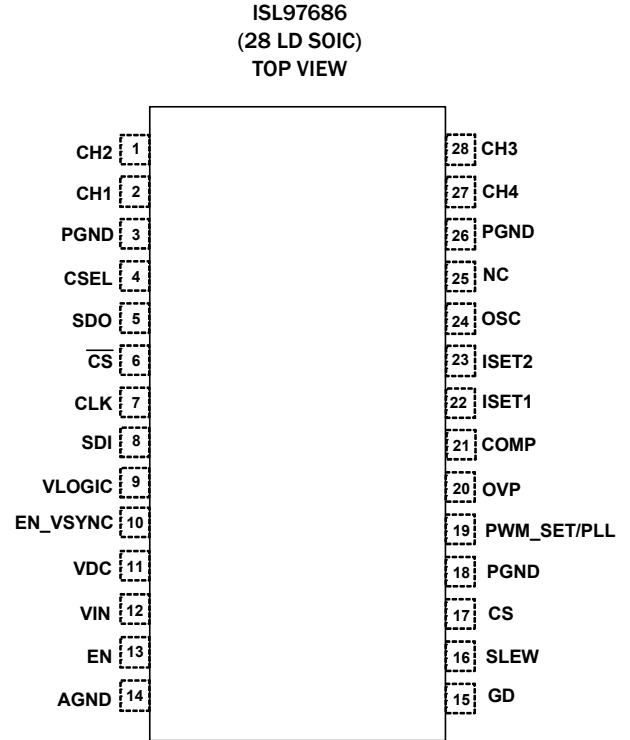 ISL97686
(28 LD SOIC)
TOP VIEW
CH2 1
CH1 2
PGND 3
CSEL 4
SDO 5
C̅S̅ 6
CLK 7
SDI 8
VLOGIC 9
EN_VSYNC 10
VDC 11
VIN 12
EN 13
AGND 14
28 CH3
27 CH4
26 PGND
25 NC
24 OSC
23 ISET2
22 ISET1
21 COMP
20 OVP
19 PWM_SET/PLL
18 PGND
17 CS
16 SLEW
15 GD